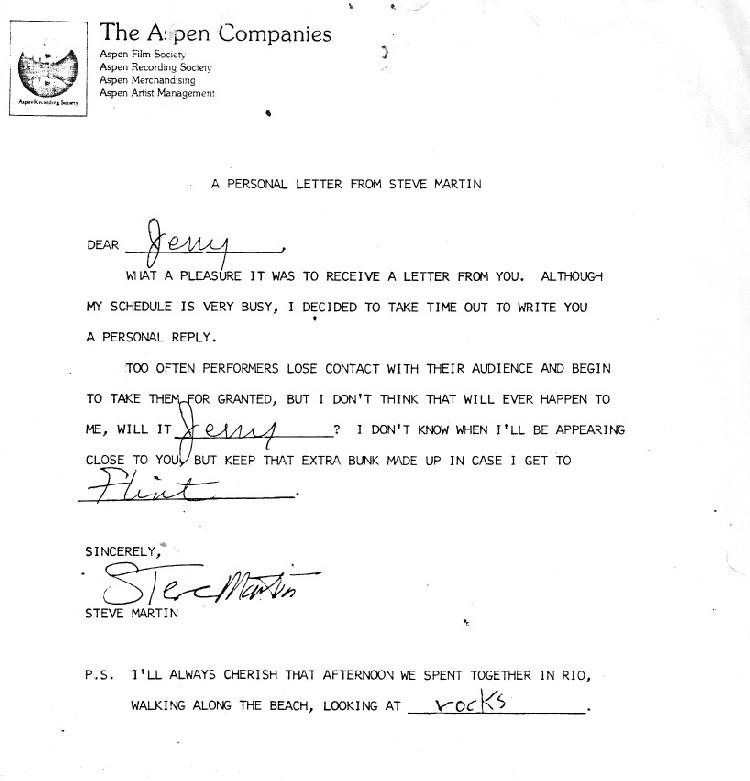 The Aspen Companies
Aspen Film Society
Aspen Recording Society
Aspen Merchandising
Aspen Artist Management
Aspen Recording Society
A PERSONAL LETTER FROM STEVE MARTIN
DEAR Jerry,
WHAT A PLEASURE IT WAS TO RECEIVE A LETTER FROM YOU. ALTHOUGH
MY SCHEDULE IS VERY BUSY, I DECIDED TO TAKE TIME OUT TO WRITE YOU
A PERSONAL REPLY.
TOO OFTEN PERFORMERS LOSE CONTACT WITH THEIR AUDIENCE AND BEGIN
TO TAKE THEM FOR GRANTED, BUT I DON'T THINK THAT WILL EVER HAPPEN TO
ME, WILL IT Jerry? I DON'T KNOW WHEN I'LL BE APPEARING
CLOSE TO YOU, BUT KEEP THAT EXTRA BUNK MADE UP IN CASE I GET TO
Flint.
SINCERELY,
Steve Martin
STEVE MARTIN
P.S. I'LL ALWAYS CHERISH THAT AFTERNOON WE SPENT TOGETHER IN RIO,
WALKING ALONG THE BEACH, LOOKING AT rocks.